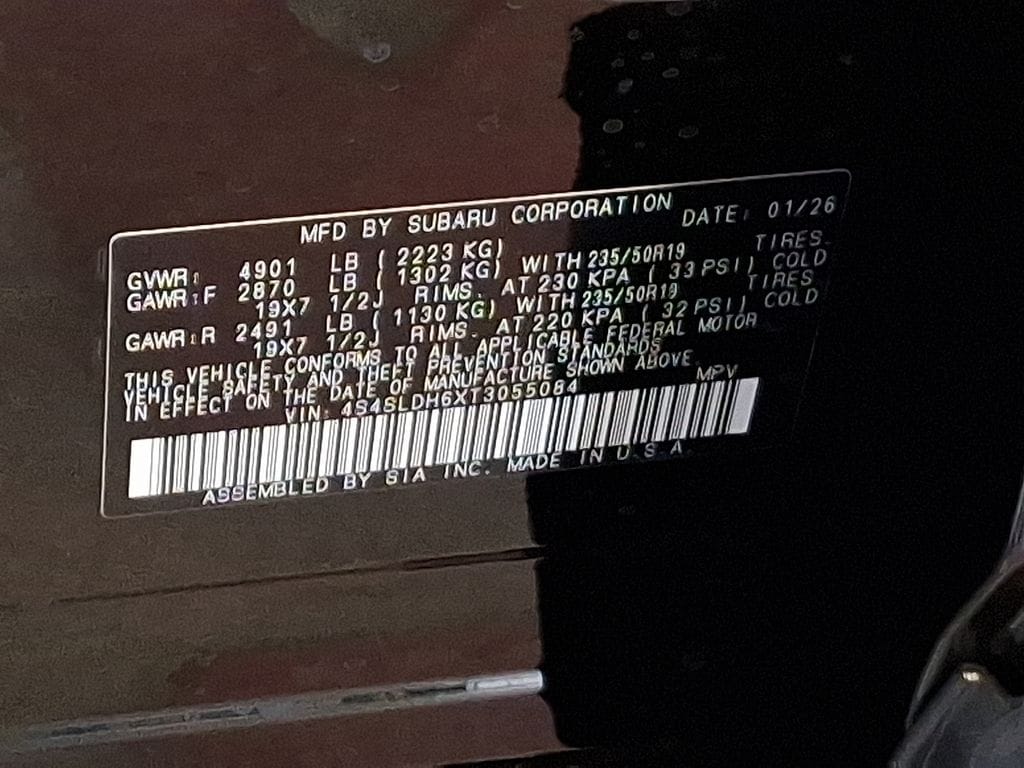 MFD BY SUBARU CORPORATION DATE: 01/26
GVWR: 4901 LB ( 2223 KG)
GAWR:F 2870 LB ( 1302 KG) WITH 235/50R19 TIRES.
19X7 1/2J RIMS. AT 230 KPA ( 33 PSI) COLD
GAWR:R 2491 LB ( 1130 KG) WITH 235/50R19 TIRES
19X7 1/2J RIMS. AT 220 KPA ( 32 PSI) COLD
THIS VEHICLE CONFORMS TO ALL APPLICABLE FEDERAL MOTOR
VEHICLE SAFETY AND THEFT PREVENTION STANDARDS
IN EFFECT ON THE DATE OF MANUFACTURE SHOWN ABOVE.
VIN: 4S4SLDH6XT3055084 MPV
ASSEMBLED BY SIA INC. MADE IN U.S.A.